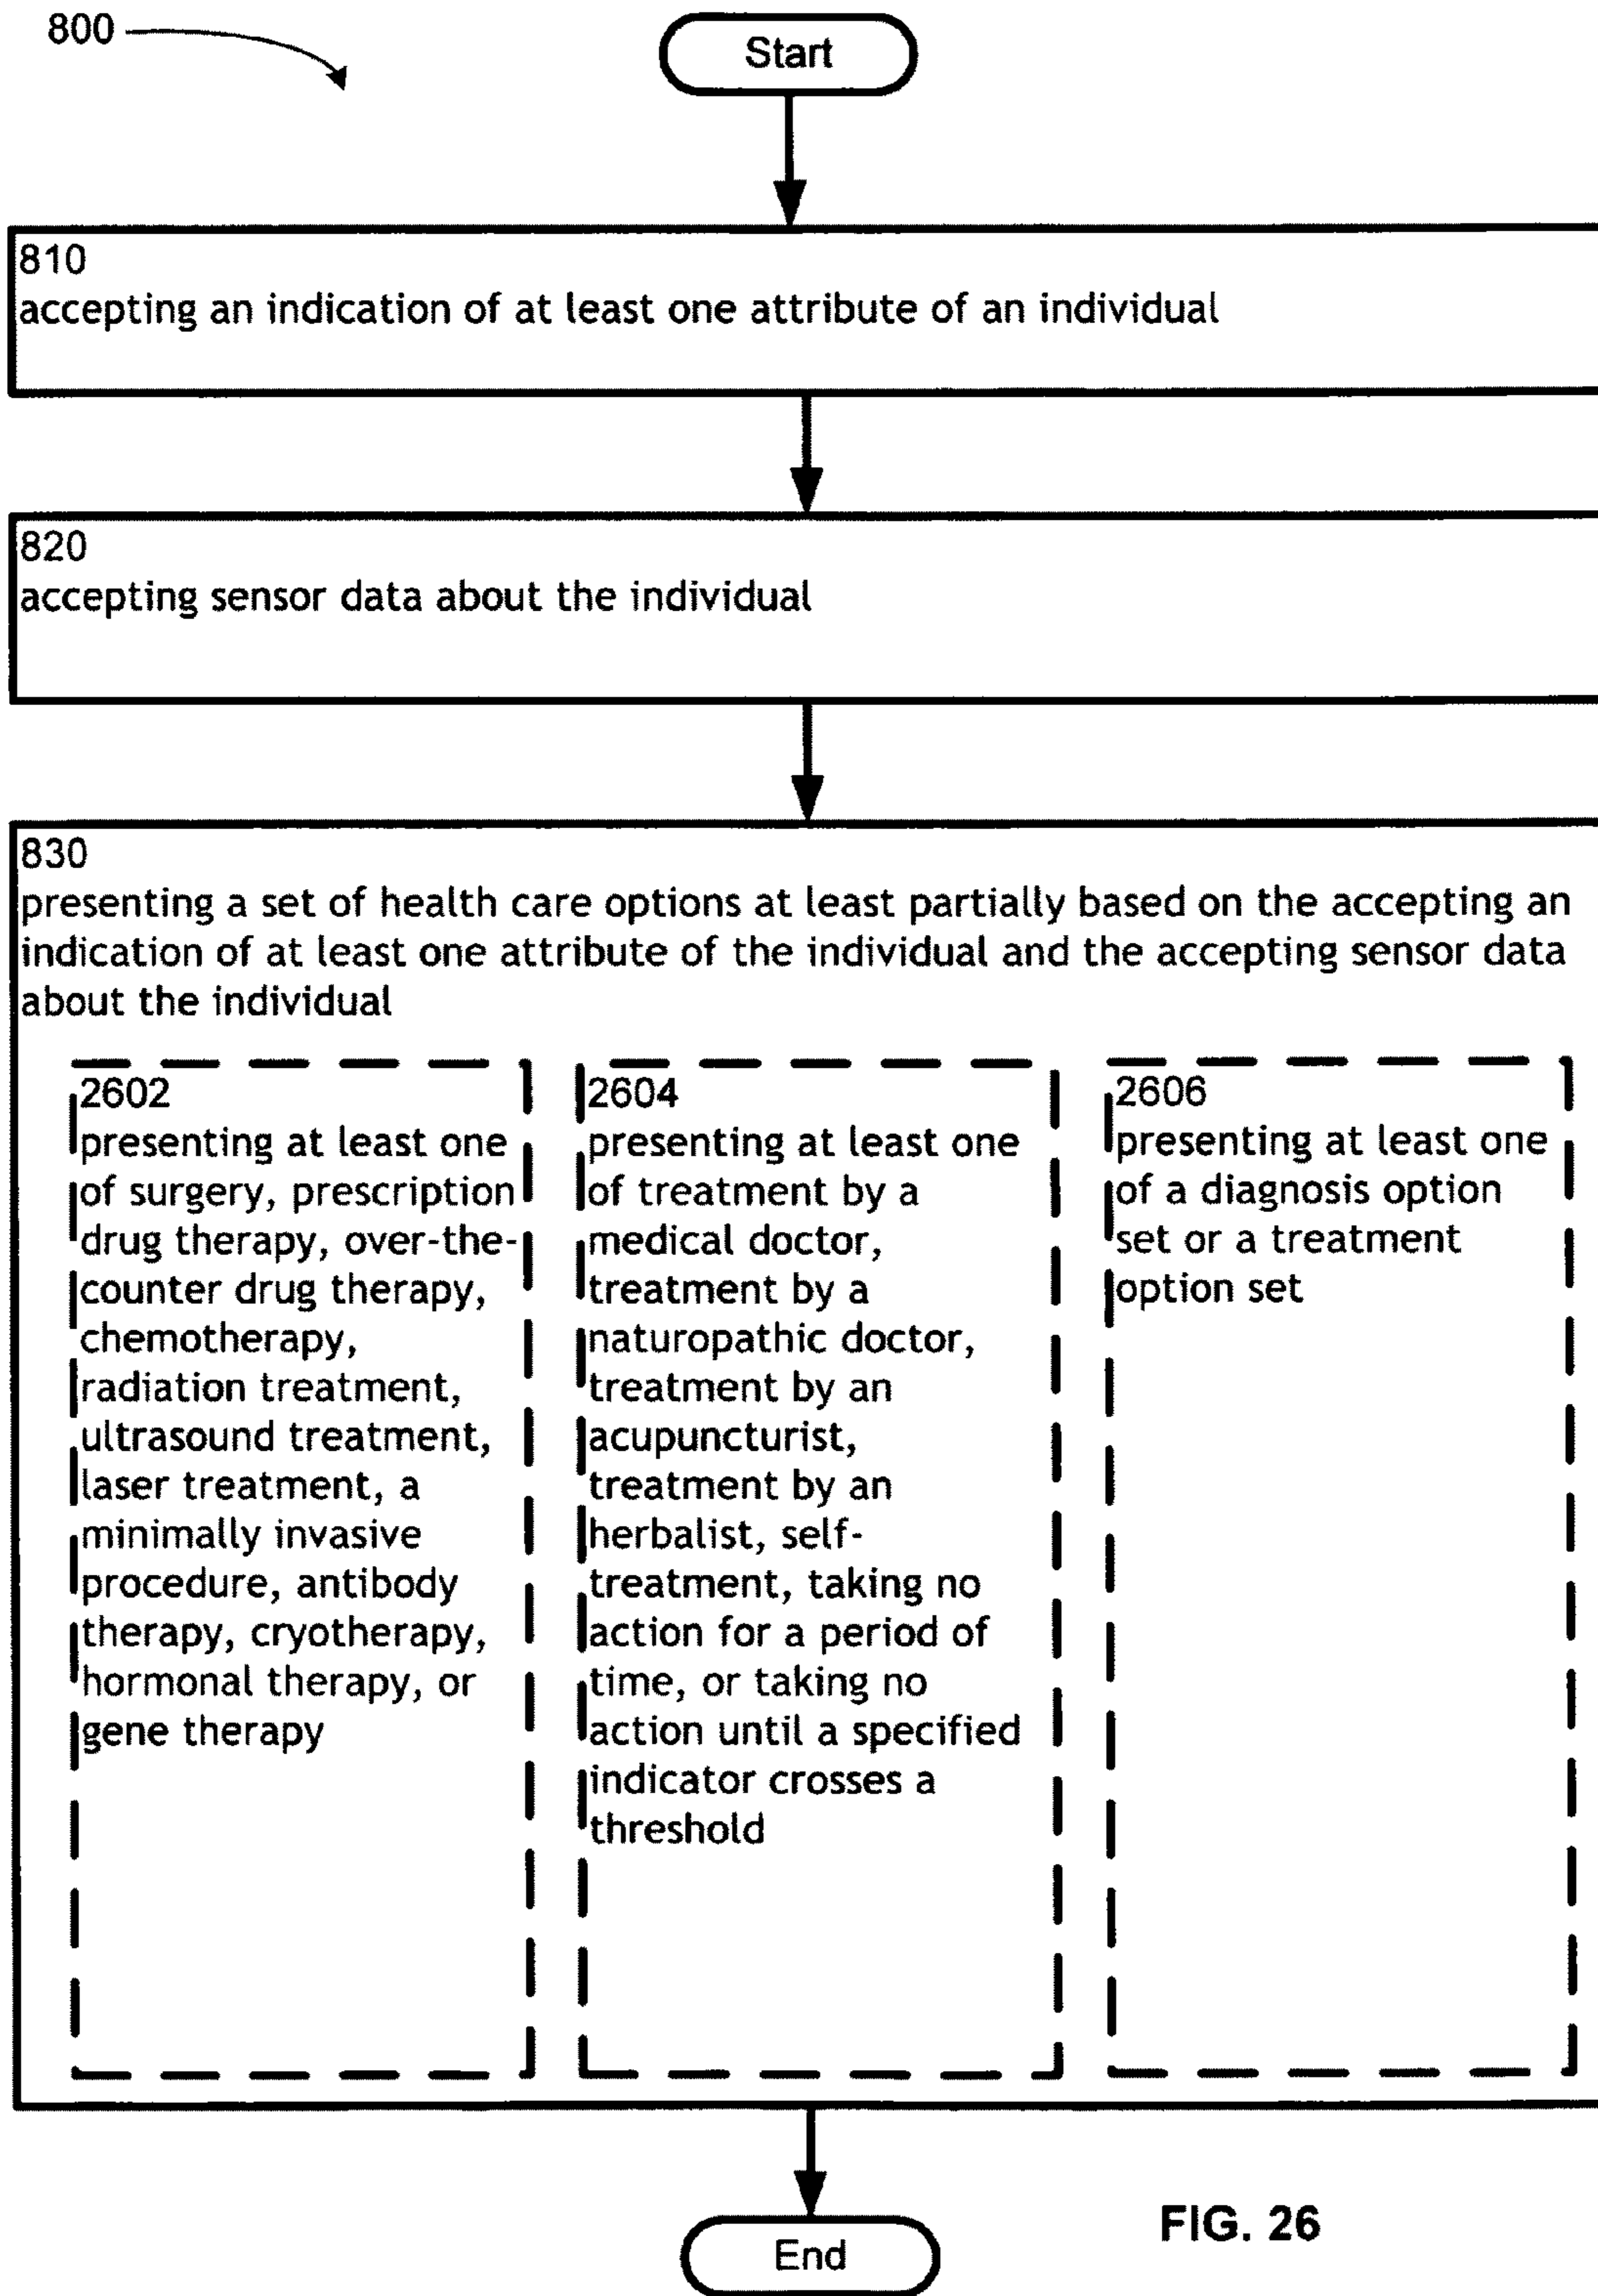 800
Start
810
accepting an indication of at least one attribute of an individual
820
accepting sensor data about the individual
830
presenting a set of health care options at least partially based on the accepting an
indication of at least one attribute of the individual and the accepting sensor data
about the individual
2602
presenting at least one
of surgery, prescription
drug therapy, over-the-
counter drug therapy,
chemotherapy,
radiation treatment,
ultrasound treatment,
laser treatment, a
minimally invasive
procedure, antibody
therapy, cryotherapy,
hormonal therapy, or
gene therapy
2604
presenting at least one
of treatment by a
medical doctor,
treatment by a
naturopathic doctor,
treatment by an
acupuncturist,
treatment by an
herbalist, self-
treatment, taking no
action for a period of
time, or taking no
action until a specified
indicator crosses a
threshold
2606
presenting at least one
of a diagnosis option
set or a treatment
option set
End
FIG. 26